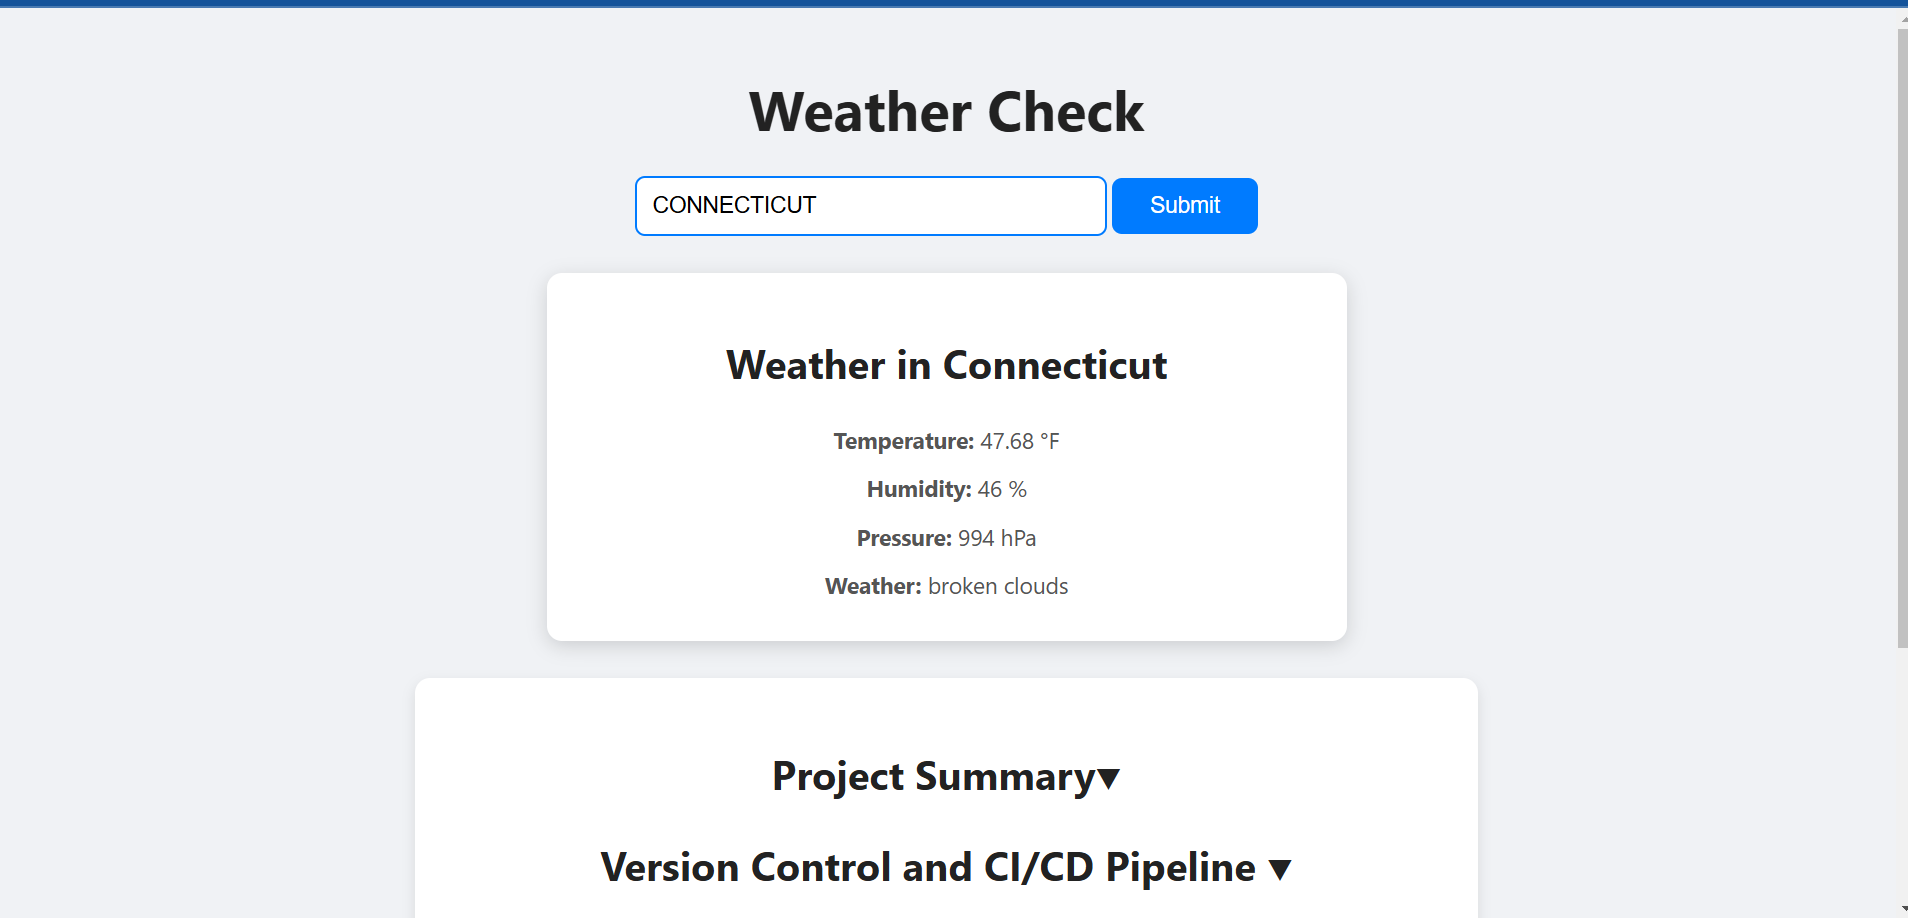 Weather Check
CONNECTICUT
Submit
Weather in Connecticut
Temperature: 47.68 °F
Humidity: 46 %
Pressure: 994 hPa
Weather: broken clouds
Project Summary▼
Version Control and CI/CD Pipeline ▼